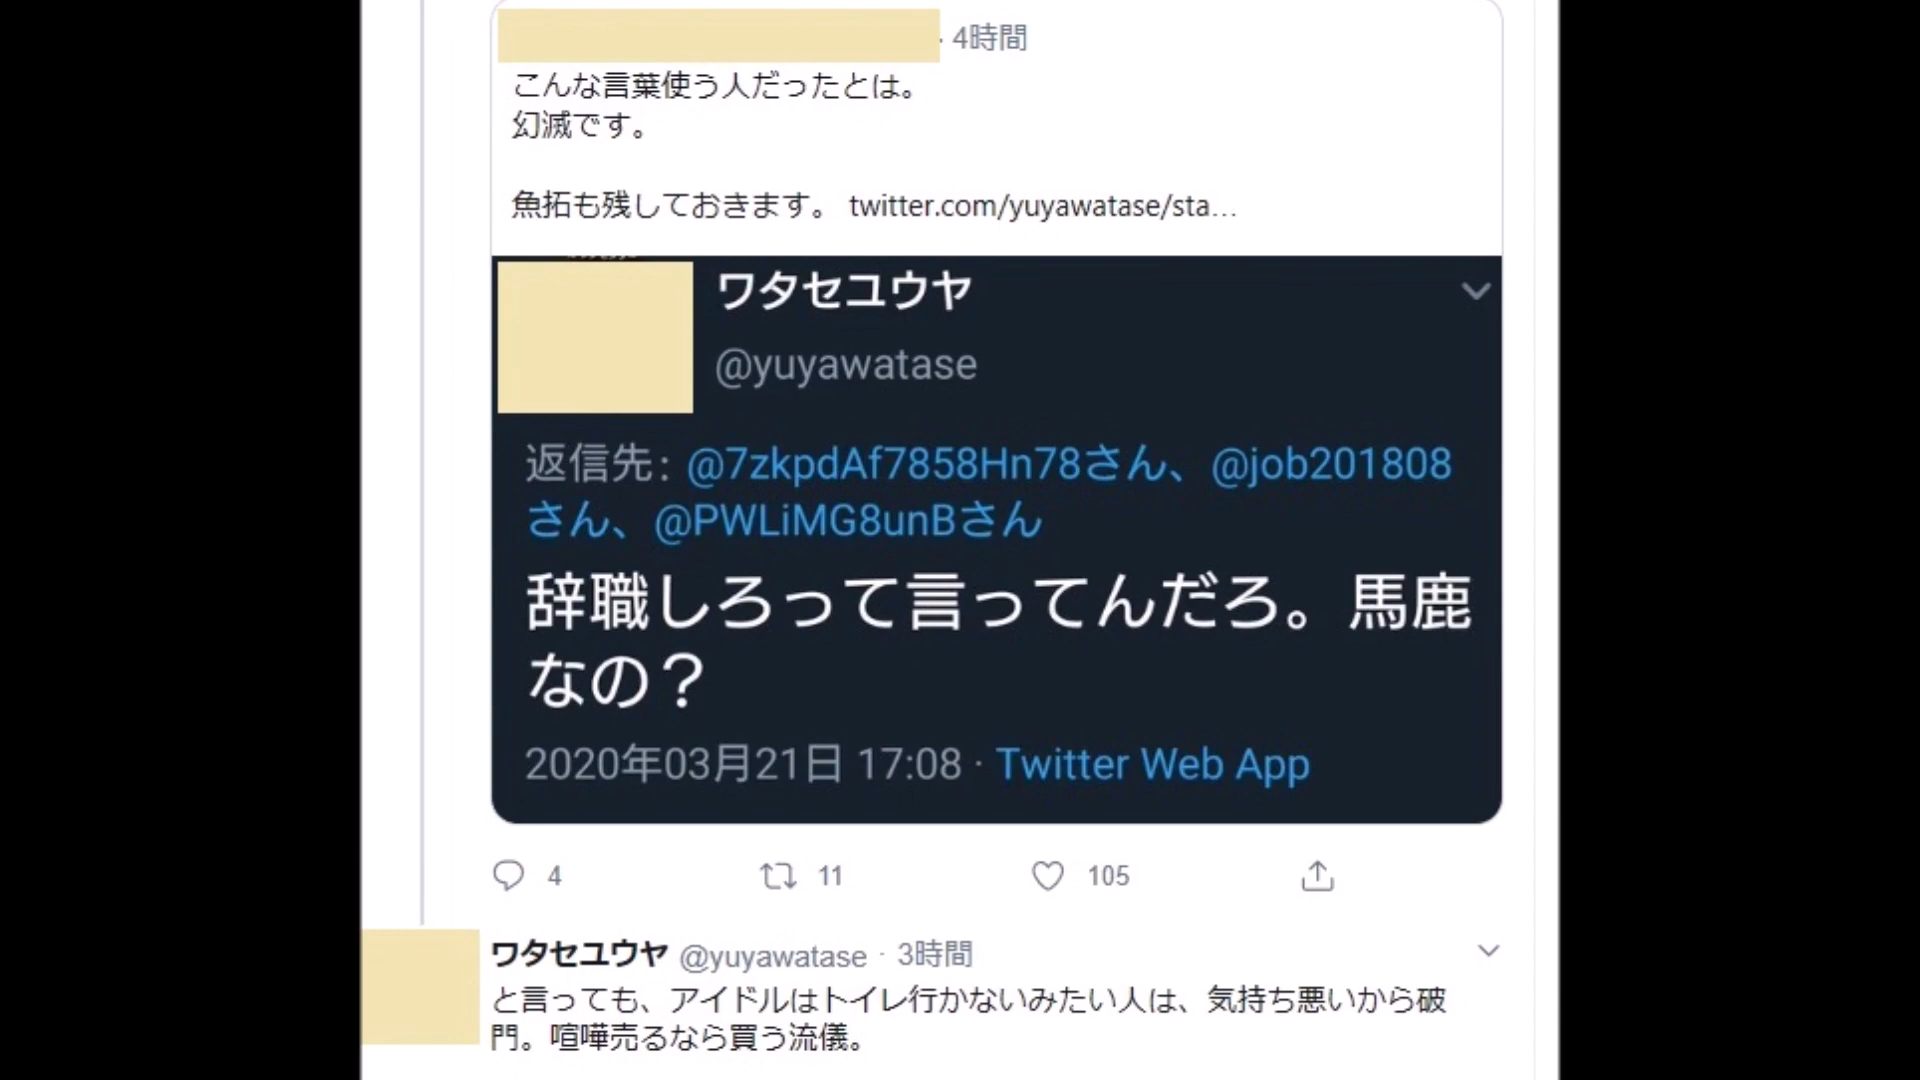 · 4時間
こんな言葉使う人だったとは。
幻滅です。
魚拓も残しておきます。 twitter.com/yuyawatase/sta…
ワタセユウヤ
@yuyawatase
返信先: @7zkpdAf7858Hn78さん、@job201808
さん、@PWLiMG8unBさん
辞職しろって言ってんだろ。馬鹿
なの？
2020年03月21日 17:08 · Twitter Web App
4 11 105
ワタセユウヤ @yuyawatase · 3時間
と言っても、アイドルはトイレ行かないみたい人は、気持ち悪いから破
門。喧嘩売るなら買う流儀。